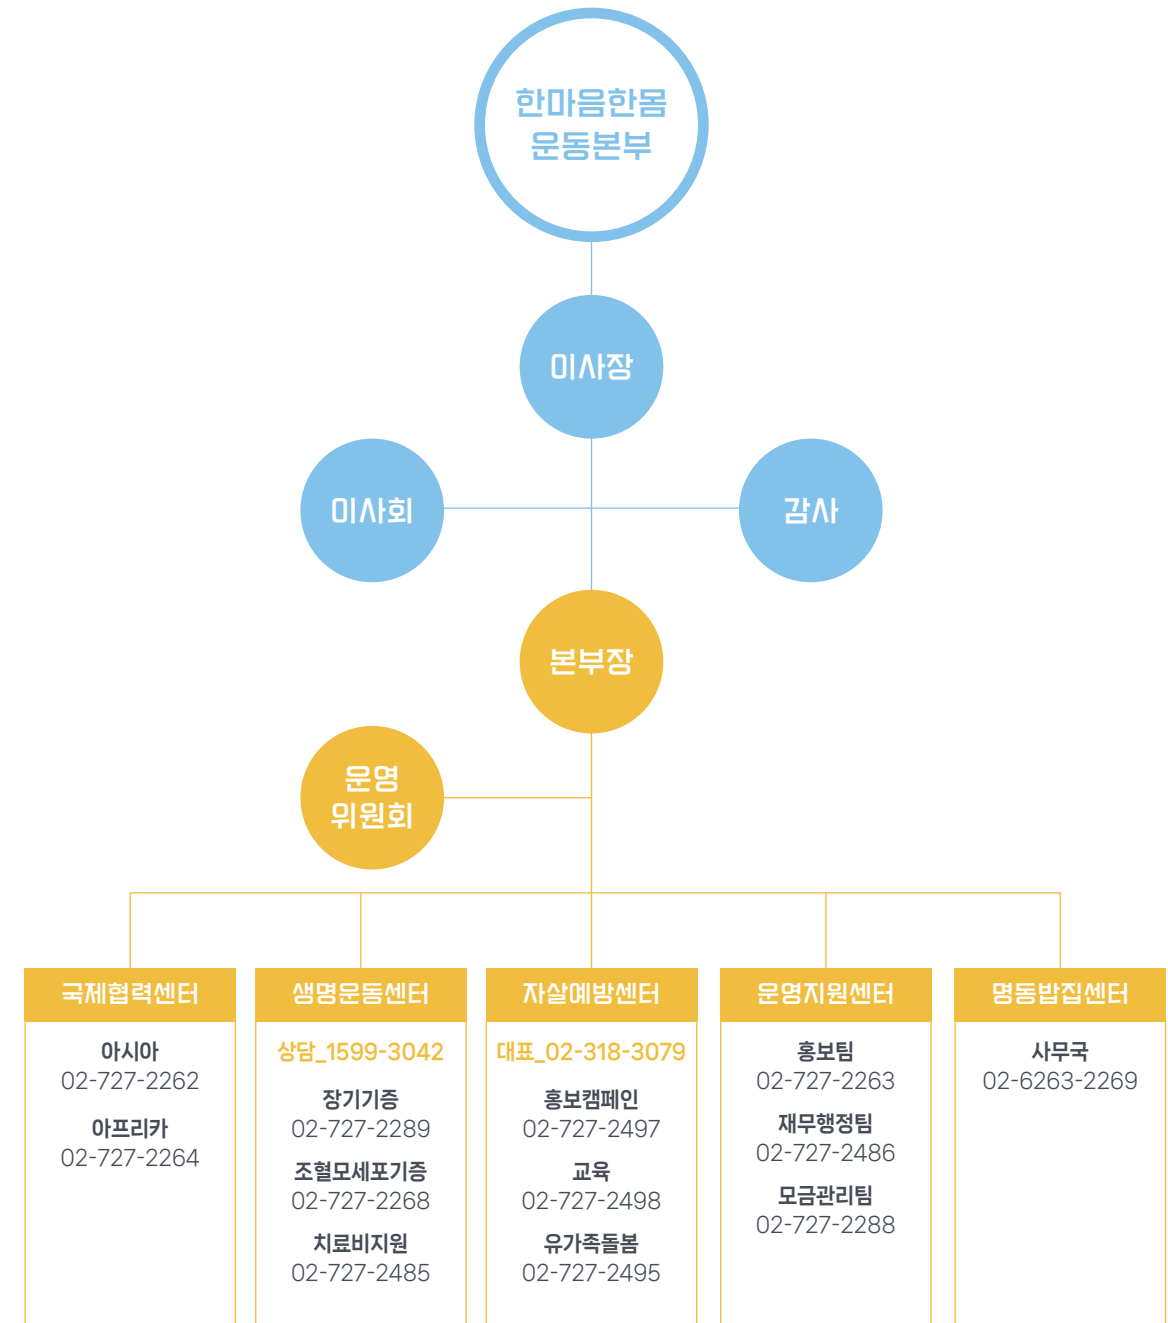 한마음한몸
운동본부
이사장
이사회
감사
본부장
운영
위원회
국제협력센터
아시아
02-727-2262
아프리카
02-727-2264
생명운동센터
상담_1599-3042
장기기증
02-727-2289
조혈모세포기증
02-727-2268
치료비지원
02-727-2485
자살예방센터
대표_02-318-3079
홍보캠페인
02-727-2497
교육
02-727-2498
유가족돌봄
02-727-2495
운영지원센터
홍보팀
02-727-2263
재무행정팀
02-727-2486
모금관리팀
02-727-2288
명동밥집센터
사무국
02-6263-2269